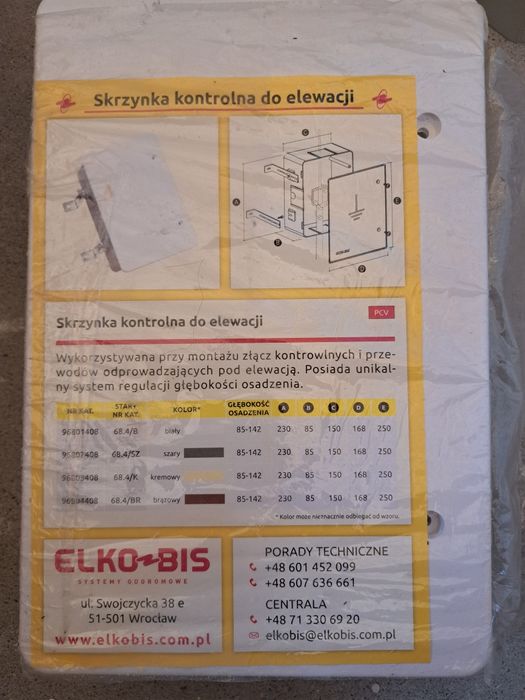 Skrzynka kontrolna do elewacji
C
A
E
B
D
Skrzynka kontrolna do elewacji
PCV
Wykorzystywana przy montażu złącz kontrowlnych i prze-
wodów odprowadzających pod elewacją. Posiada unikal-
ny system regulacji głębokości osadzenia.
NR KAT. STARY NR KAT. KOLOR* GŁĘBOKOŚĆ OSADZENIA A B C D E
96801408 68.4/B biały 85-142 230 85 150 168 250
96802408 68.4/SZ szary 85-142 230 85 150 168 250
96803408 68.4/K kremowy 85-142 230 85 150 168 250
96804408 68.4/BR brązowy 85-142 230 85 150 168 250
* Kolor może nieznacznie odbiegać od wzoru.
ELKO-BIS
SYSTEMY ODGROMOWE
ul. Swojczycka 38 e
51-501 Wrocław
www.elkobis.com.pl
PORADY TECHNICZNE
+48 601 452 099
+48 607 636 661
CENTRALA
+48 71 330 69 20
elkobis@elkobis.com.pl